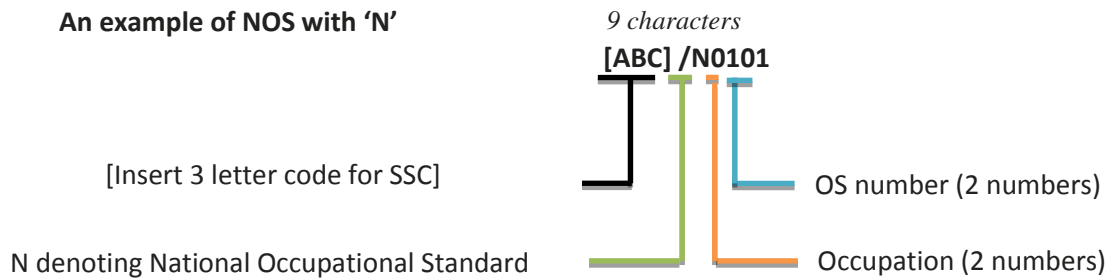 An example of NOS with ‘N’
9 characters
[ABC] /N0101
[Insert 3 letter code for SSC]
OS number (2 numbers)
N denoting National Occupational Standard
Occupation (2 numbers)